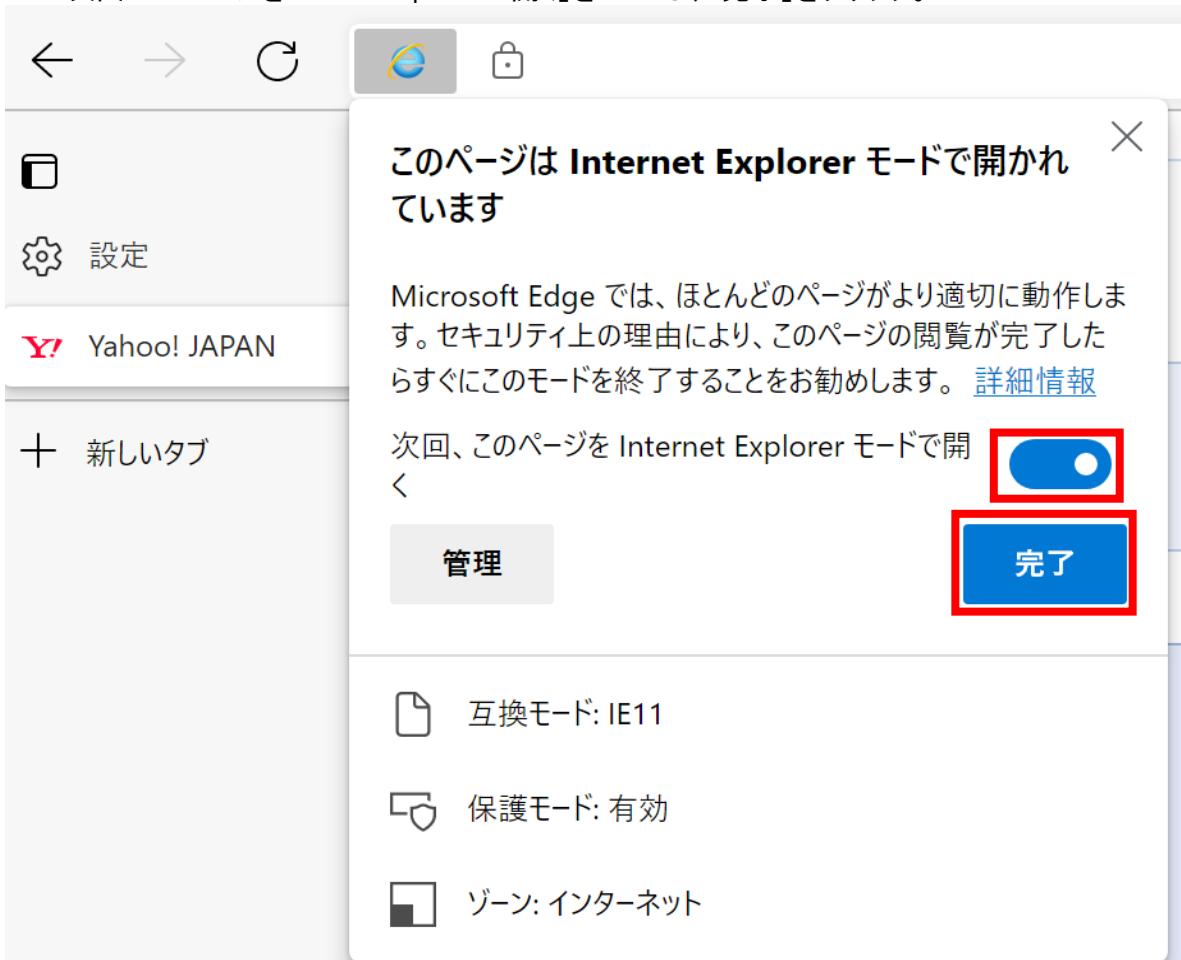 このページは Internet Explorer モードで開かれ
ています
設定
Microsoft Edge では、ほとんどのページがより適切に動作しま
す。セキュリティ上の理由により、このページの閲覧が完了した
らすぐにこのモードを終了することをお勧めします。 詳細情報
Y! Yahoo! JAPAN
新しいタブ
次回、このページを Internet Explorer モードで開
く
管理
完了
互換モード: IE11
保護モード: 有効
ゾーン: インターネット